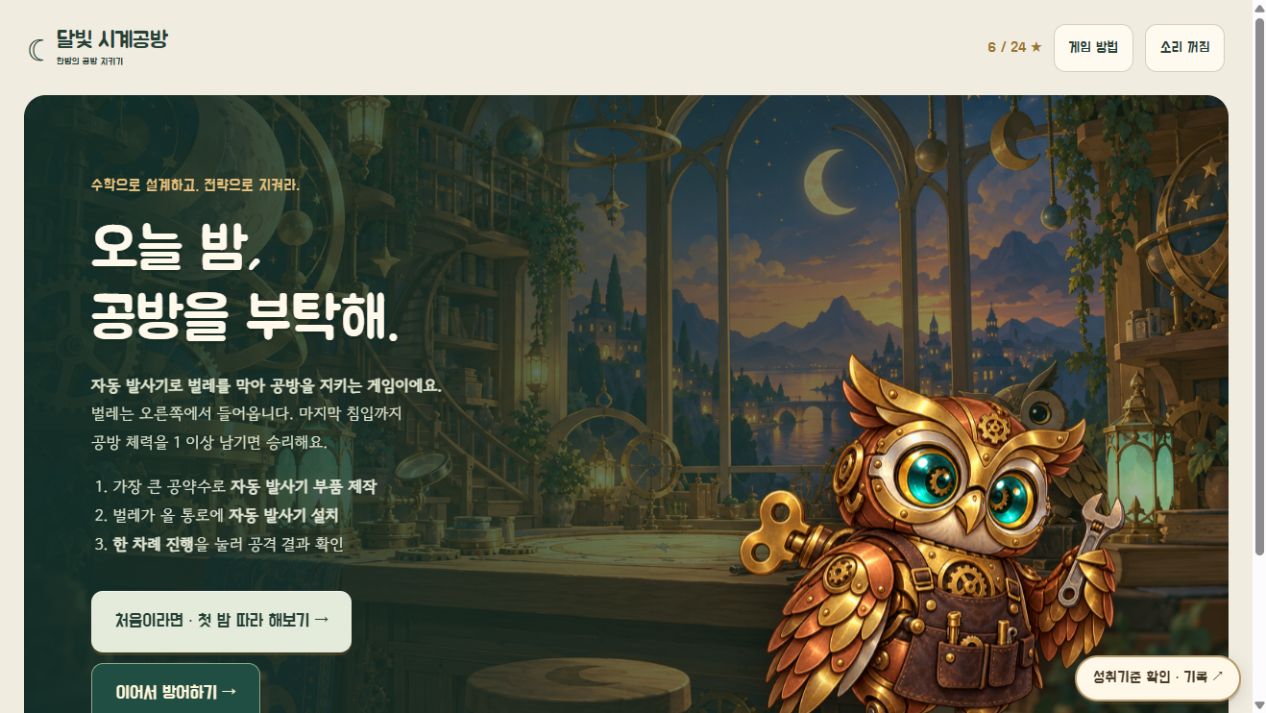 달빛 시계공방
한밤의 공방 지키기
6 / 24 ★
게임 방법
소리 꺼짐
수학으로 설계하고, 전략으로 지켜라.
오늘 밤,
공방을 부탁해.
자동 발사기로 벌레를 막아 공방을 지키는 게임이에요.
벌레는 오른쪽에서 들어옵니다. 마지막 침입까지
공방 체력을 1 이상 남기면 승리해요.
1. 가장 큰 공약수로 자동 발사기 부품 제작
2. 벌레가 올 통로에 자동 발사기 설치
3. 한 차례 진행을 눌러 공격 결과 확인
처음이라면 · 첫 밤 따라 해보기 →
이어서 방어하기 →
성취기준 확인 · 기록 ↗